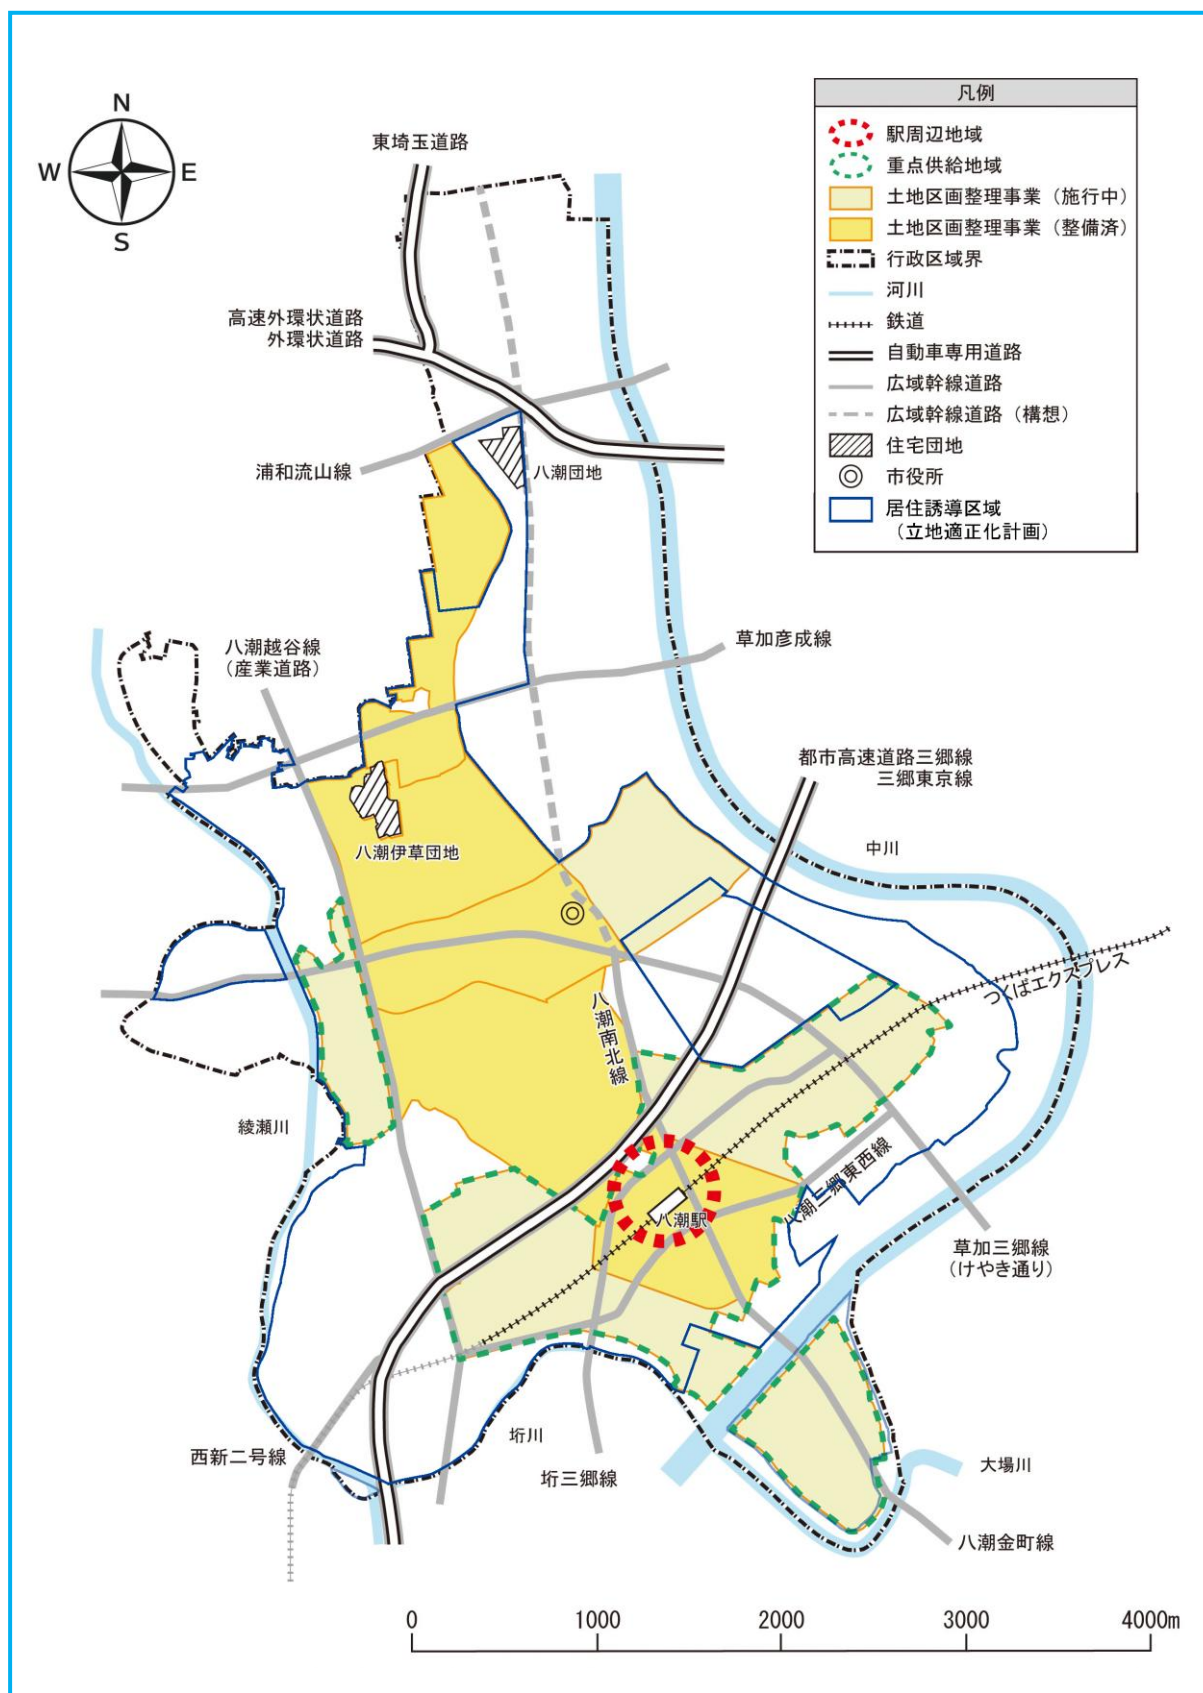 N
W
E
S
凡例
駅周辺地域
重点供給地域
土地区画整理事業（施行中）
土地区画整理事業（整備済）
行政区域界
河川
鉄道
自動車専用道路
広域幹線道路
広域幹線道路（構想）
住宅団地
市役所
居住誘導区域
（立地適正化計画）
東埼玉道路
高速外環状道路
外環状道路
浦和流山線
八潮団地
八潮越谷線
（産業道路）
草加彦成線
都市高速道路三郷線
三郷東京線
八潮伊草団地
中川
つくばエクスプレス
八潮南北線
綾瀬川
八潮三郷東西線
八潮駅
草加三郷線
（けやき通り）
西新二号線
垳川
垳三郷線
大場川
八潮金町線
0
1000
2000
3000
4000m